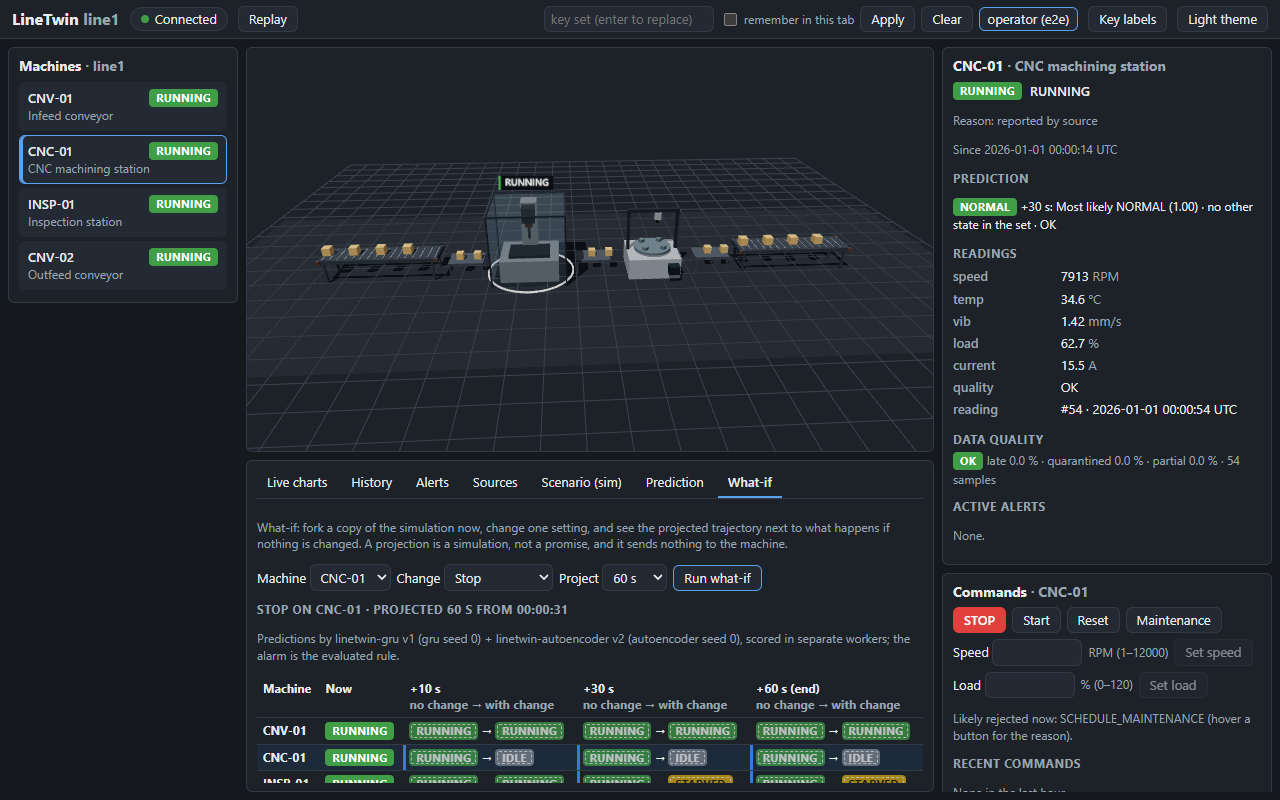 LineTwin line1
Connected
Replay
key set (enter to replace)
remember in this tab
Apply
Clear
operator (e2e)
Key labels
Light theme
Machines · line1
CNV-01
RUNNING
Infeed conveyor
CNC-01
RUNNING
CNC machining station
INSP-01
RUNNING
Inspection station
CNV-02
RUNNING
Outfeed conveyor
RUNNING
Live charts
History
Alerts
Sources
Scenario (sim)
Prediction
What-if
What-if: fork a copy of the simulation now, change one setting, and see the projected trajectory next to what happens if
nothing is changed. A projection is a simulation, not a promise, and it sends nothing to the machine.
Machine CNC-01 Change Stop Project 60 s Run what-if
STOP ON CNC-01 · PROJECTED 60 S FROM 00:00:31
Predictions by linetwin-gru v1 (gru seed 0) + linetwin-autoencoder v2 (autoencoder seed 0), scored in separate workers; the
alarm is the evaluated rule.
Machine Now +10 s +30 s +60 s (end)
no change → with change no change → with change no change → with change
CNV-01 RUNNING RUNNING → RUNNING RUNNING → RUNNING RUNNING → RUNNING
CNC-01 RUNNING RUNNING → IDLE RUNNING → IDLE RUNNING → IDLE
INSP-01 RUNNING RUNNING → RUNNING RUNNING → STARVED RUNNING → STARVED
CNC-01 · CNC machining station
RUNNING RUNNING
Reason: reported by source
Since 2026-01-01 00:00:14 UTC
PREDICTION
NORMAL +30 s: Most likely NORMAL (1.00) · no other
state in the set · OK
READINGS
speed 7913 RPM
temp 34.6 °C
vib 1.42 mm/s
load 62.7 %
current 15.5 A
quality OK
reading #54 · 2026-01-01 00:00:54 UTC
DATA QUALITY
OK late 0.0 % · quarantined 0.0 % · partial 0.0 % · 54
samples
ACTIVE ALERTS
None.
Commands · CNC-01
STOP Start Reset Maintenance
Speed RPM (1–12000) Set speed
Load % (0–120) Set load
Likely rejected now: SCHEDULE_MAINTENANCE (hover a
button for the reason).
RECENT COMMANDS
None in the last hour.